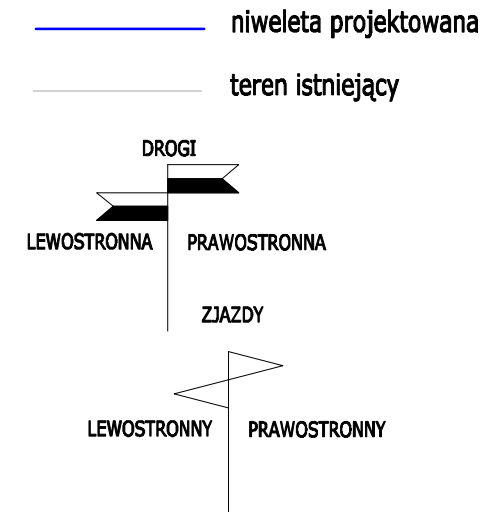 niweleta projektowana
teren istniejący
DROGI
LEWOSTRONNA PRAWOSTRONNA
ZJAZDY
LEWOSTRONNY PRAWOSTRONNY